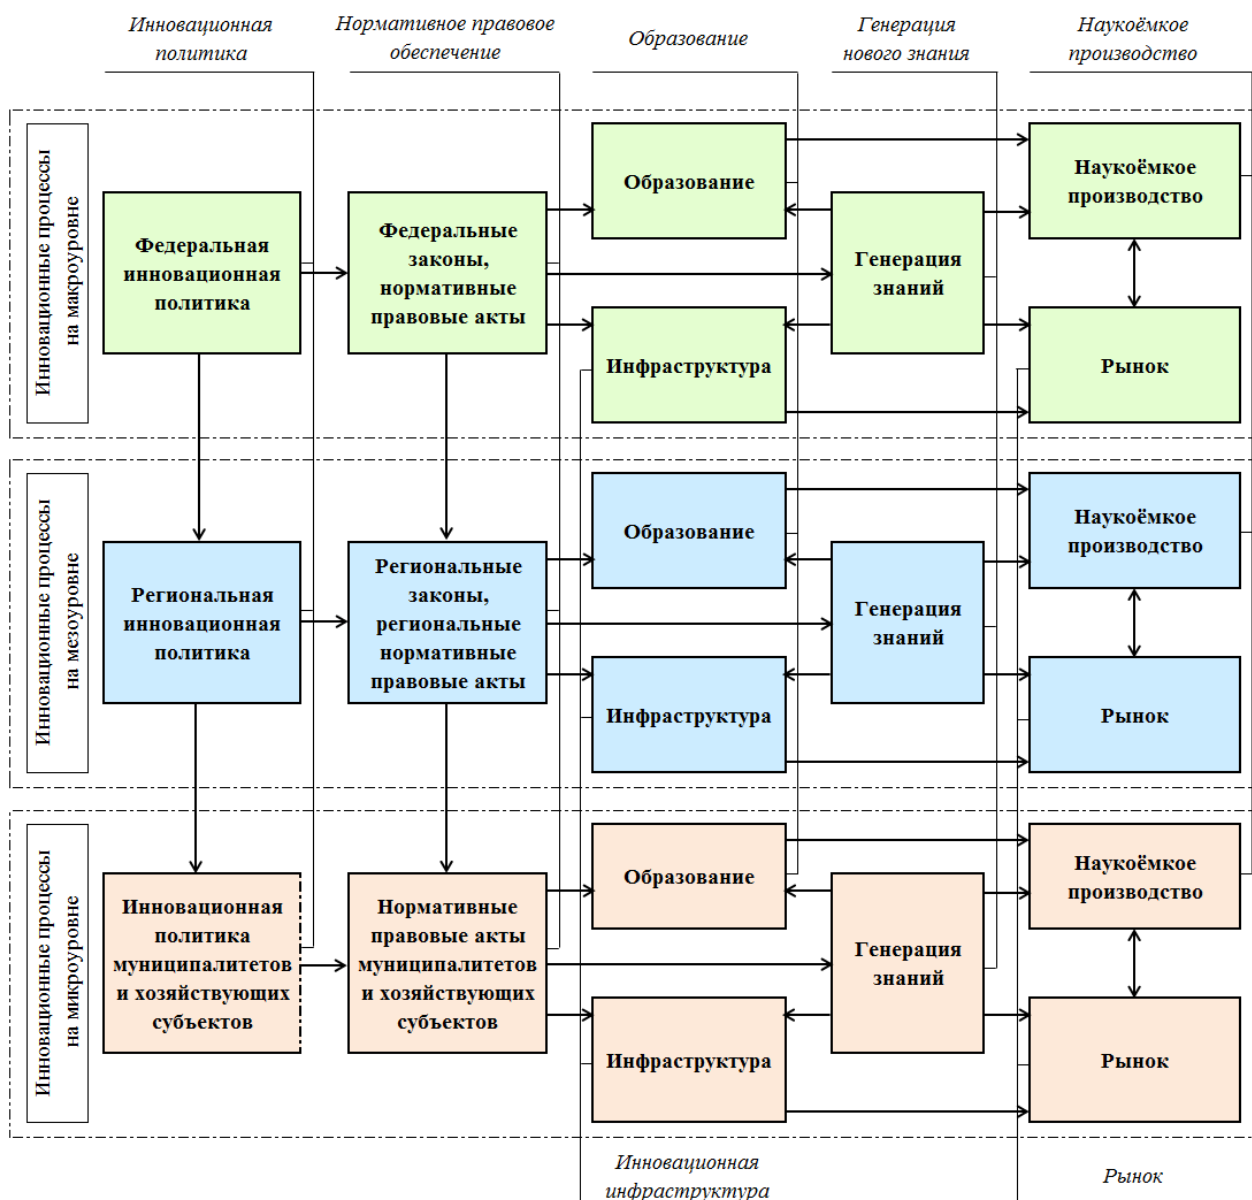 Инновационная
политика
Нормативное правовое
обеспечение
Образование
Генерация
нового знания
Наукоёмкое
производство
Инновационные процессы
на макроуровне
Федеральная
инновационная
политика
Федеральные
законы,
нормативные
правовые акты
Образование
Инфраструктура
Генерация
знаний
Наукоёмкое
производство
Рынок
Инновационные процессы
на мезоуровне
Региональная
инновационная
политика
Региональные
законы,
региональные
нормативные
правовые акты
Образование
Инфраструктура
Генерация
знаний
Наукоёмкое
производство
Рынок
Инновационные процессы
на микроуровне
Инновационная
политика
муниципалитетов
и хозяйствующих
субъектов
Нормативные
правовые акты
муниципалитетов
и хозяйствующих
субъектов
Образование
Инфраструктура
Генерация
знаний
Наукоёмкое
производство
Рынок
Инновационная
инфраструктура
Рынок